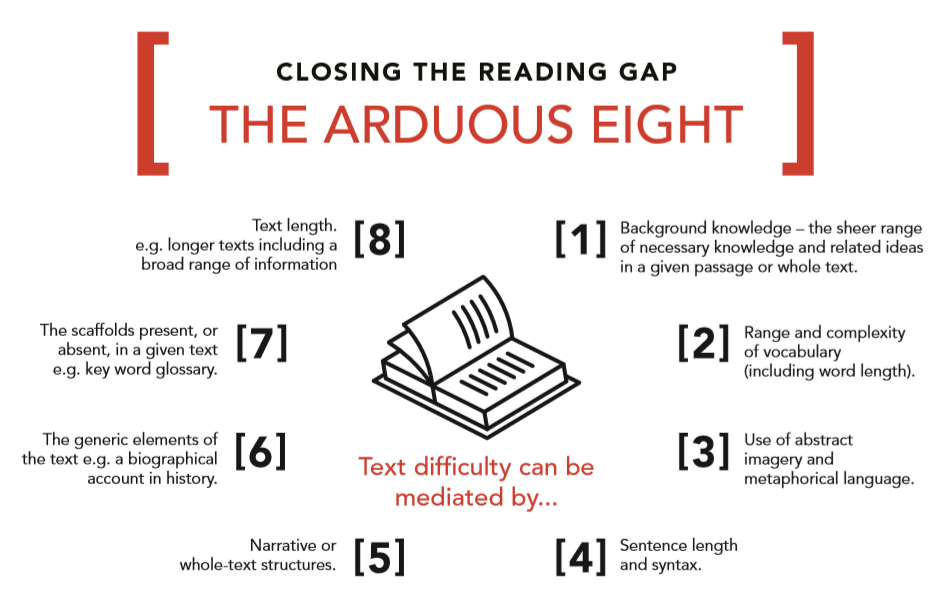 CLOSING THE READING GAP
THE ARDUOUS EIGHT
[1]
Background knowledge – the sheer range
of necessary knowledge and related ideas
in a given passage or whole text.
[2]
Range and complexity
of vocabulary
(including word length).
[3]
Use of abstract
imagery and
metaphorical language.
[4]
Sentence length
and syntax.
[5]
Narrative or
whole-text structures.
[6]
The generic elements of
the text e.g. a biographical
account in history.
[7]
The scaffolds present, or
absent, in a given text
e.g. key word glossary.
[8]
Text length.
e.g. longer texts including a
broad range of information
Text difficulty can be
mediated by...